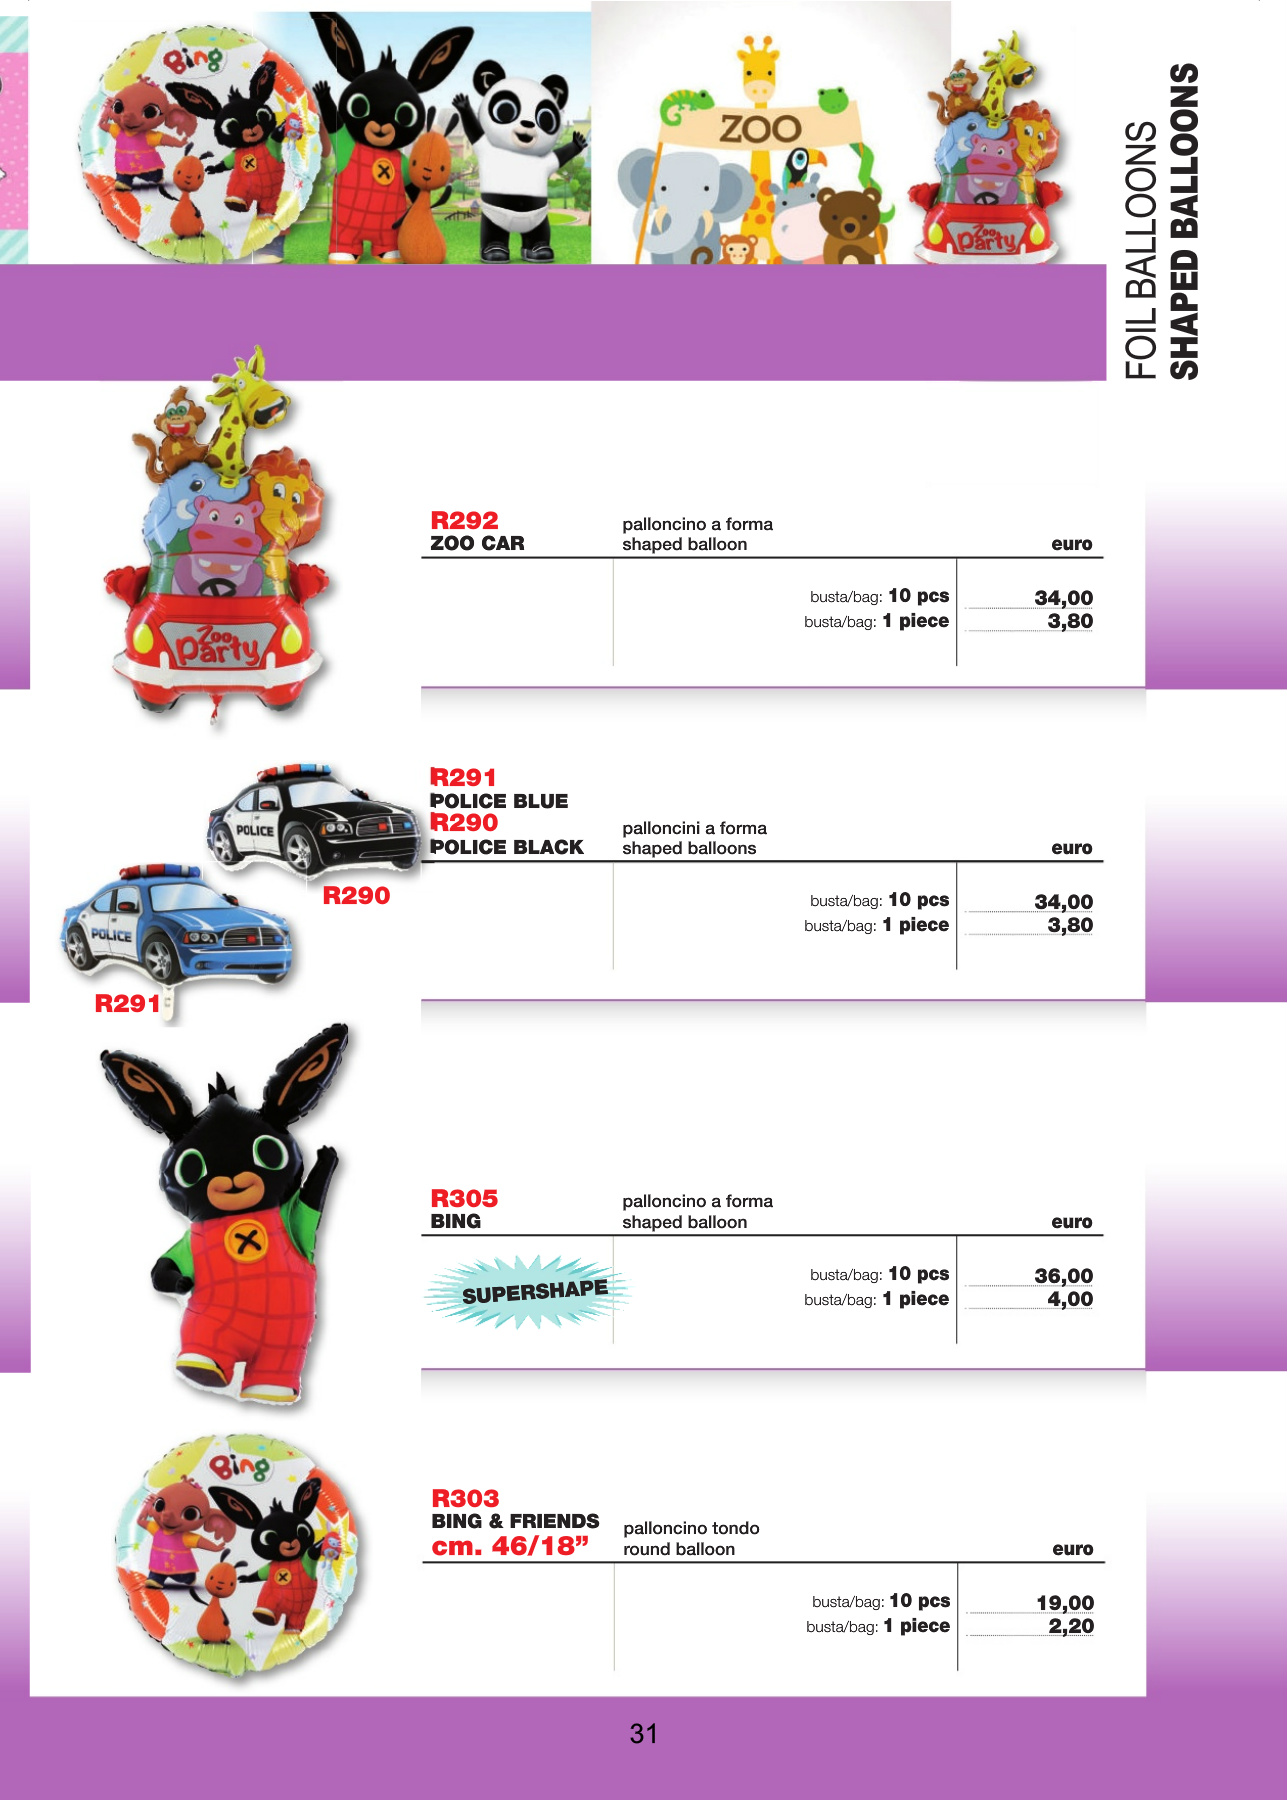 Bing
ZOO
Zoo
Party
FOIL BALLOONS
SHAPED BALLOONS
Zoo
Party
R292
ZOO CAR
palloncino a forma
shaped balloon
euro
busta/bag: 10 pcs
34,00
busta/bag: 1 piece
3,80
POLICE
R290
POLICE
R291
R291
POLICE BLUE
R290
POLICE BLACK
palloncini a forma
shaped balloons
euro
busta/bag: 10 pcs
34,00
busta/bag: 1 piece
3,80
R305
BING
palloncino a forma
shaped balloon
euro
SUPERSHAPE
busta/bag: 10 pcs
36,00
busta/bag: 1 piece
4,00
Bing
R303
BING & FRIENDS
cm. 46/18”
palloncino tondo
round balloon
euro
busta/bag: 10 pcs
19,00
busta/bag: 1 piece
2,20
31